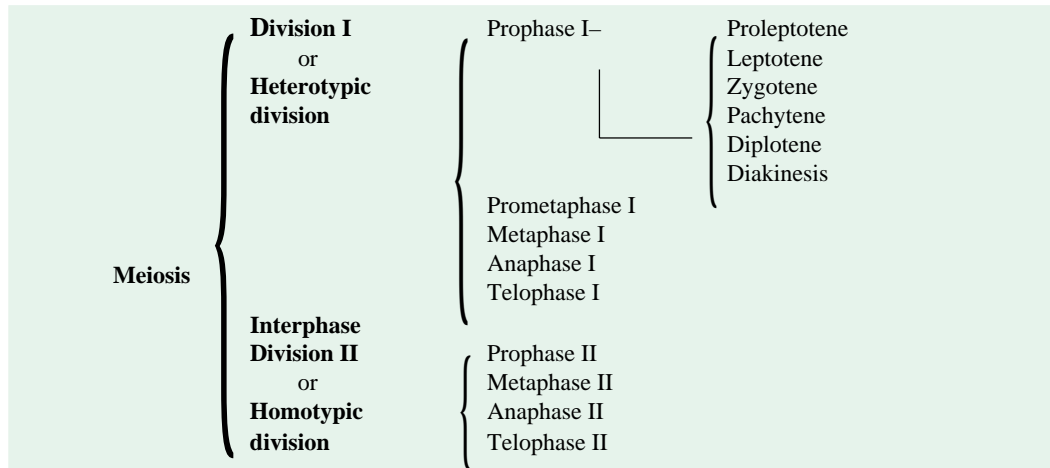 Meiosis
Division I
or
Heterotypic
division
Prophase I–
Proleptotene
Leptotene
Zygotene
Pachytene
Diplotene
Diakinesis
Prometaphase I
Metaphase I
Anaphase I
Telophase I
Interphase
Division II
or
Homotypic
division
Prophase II
Metaphase II
Anaphase II
Telophase II